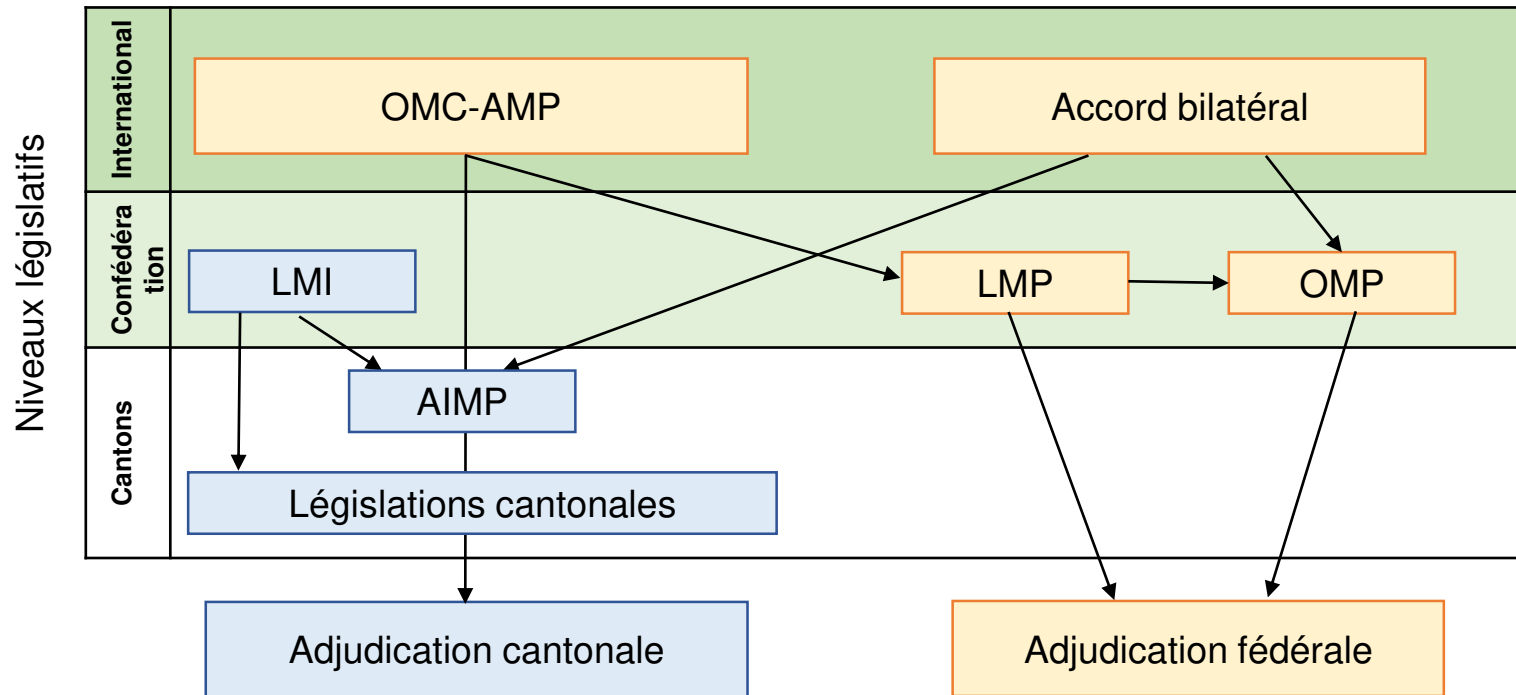 Niveaux législatifs
International
OMC-AMP
Accord bilatéral
Confédéra
tion
LMI
LMP
OMP
Cantons
AIMP
Législations cantonales
Adjudication cantonale
Adjudication fédérale